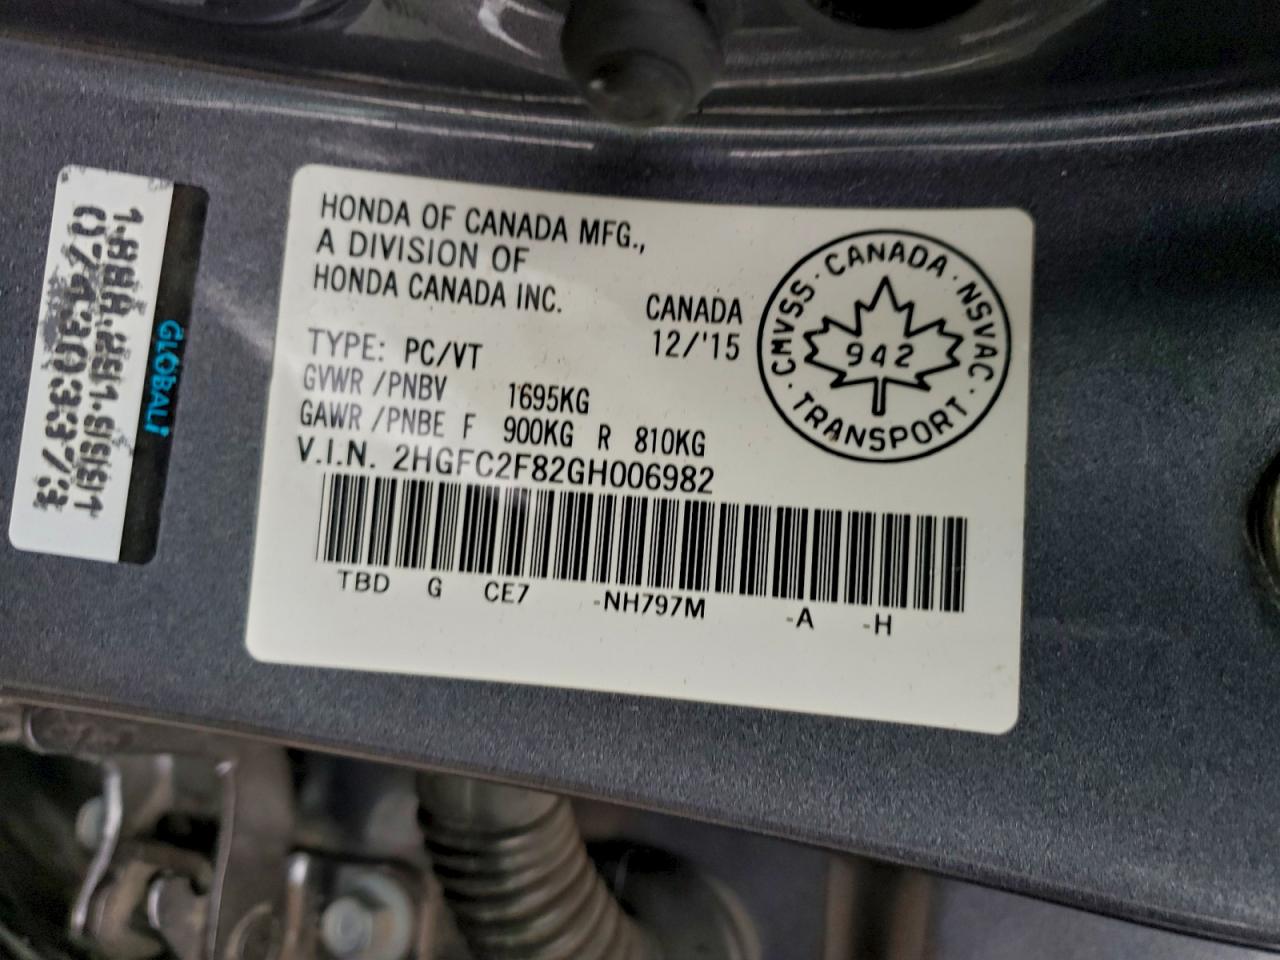 HONDA OF CANADA MFG.,
A DIVISION OF
HONDA CANADA INC.
CANADA
12/'15
TYPE: PC/VT
GVWR /PNBV 1695KG
GAWR /PNBE F 900KG R 810KG
V.I.N. 2HGFC2F82GH006982
TBD G CE7 -NH797M -A -H
CMVSS · CANADA · NSVAC · TRANSPORT ·
942
GLOBALi